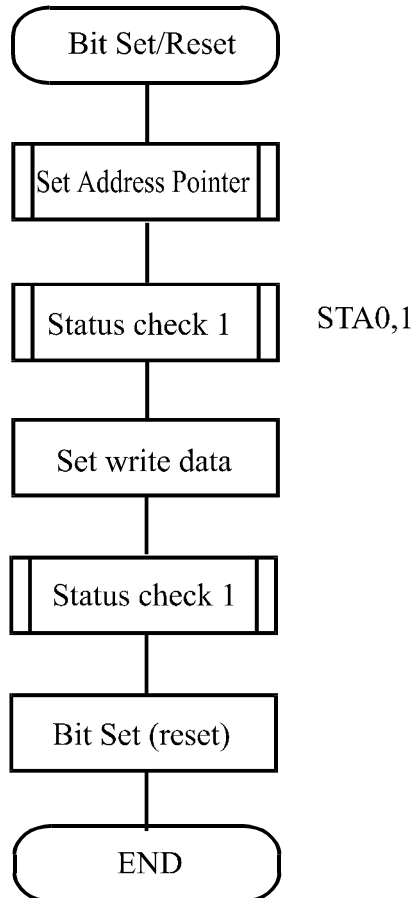 Bit Set/Reset
Set Address Pointer
Status check 1
STA0,1
Set write data
Status check 1
Bit Set (reset)
END